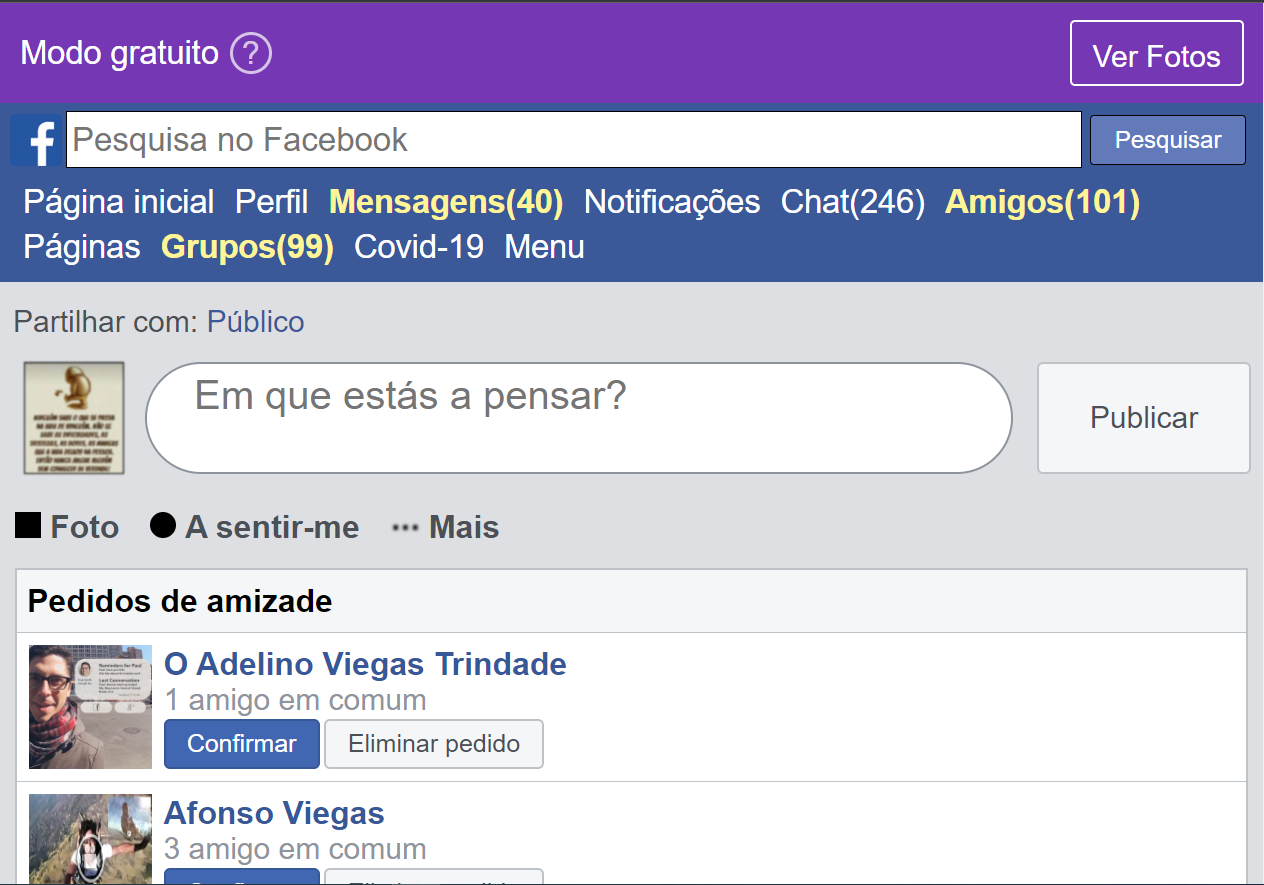 Modo gratuito ? Ver Fotos
f Pesquisa no Facebook Pesquisar
Página inicial Perfil Mensagens(40) Notificações Chat(246) Amigos(101)
Páginas Grupos(99) Covid-19 Menu
Partilhar com: Público
Em que estás a pensar?
Publicar
Foto A sentir-me Mais
Pedidos de amizade
O Adelino Viegas Trindade
1 amigo em comum
Confirmar Eliminar pedido
Afonso Viegas
3 amigo em comum